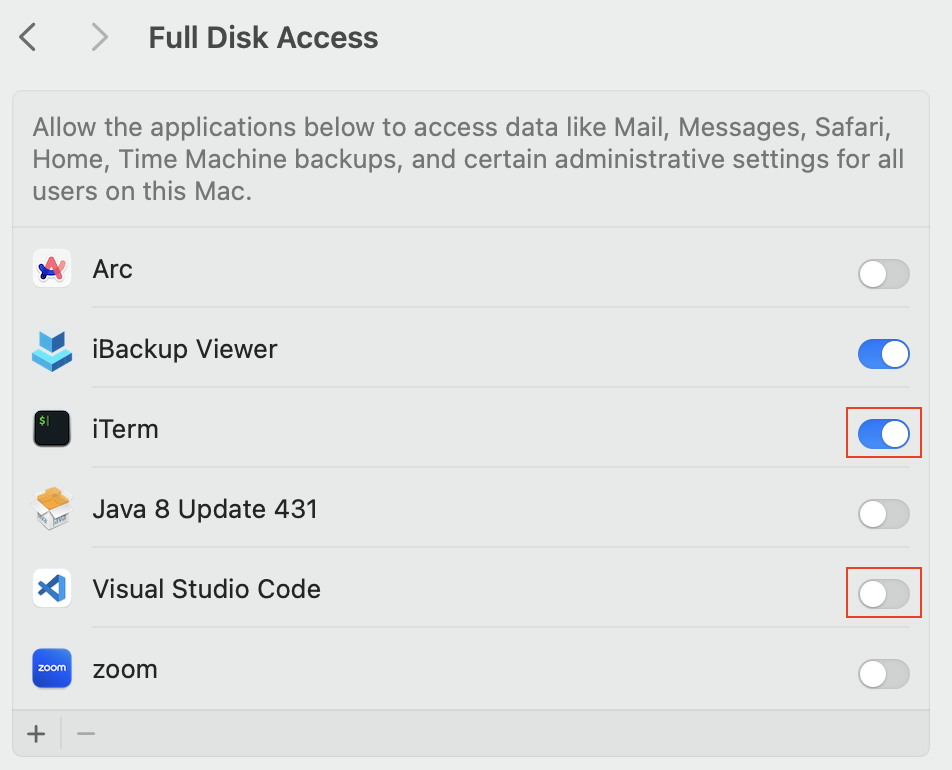 Full Disk Access
Allow the applications below to access data like Mail, Messages, Safari,
Home, Time Machine backups, and certain administrative settings for all
users on this Mac.
Arc
iBackup Viewer
$|
iTerm
Java 8 Update 431
Visual Studio Code
zoom
zoom